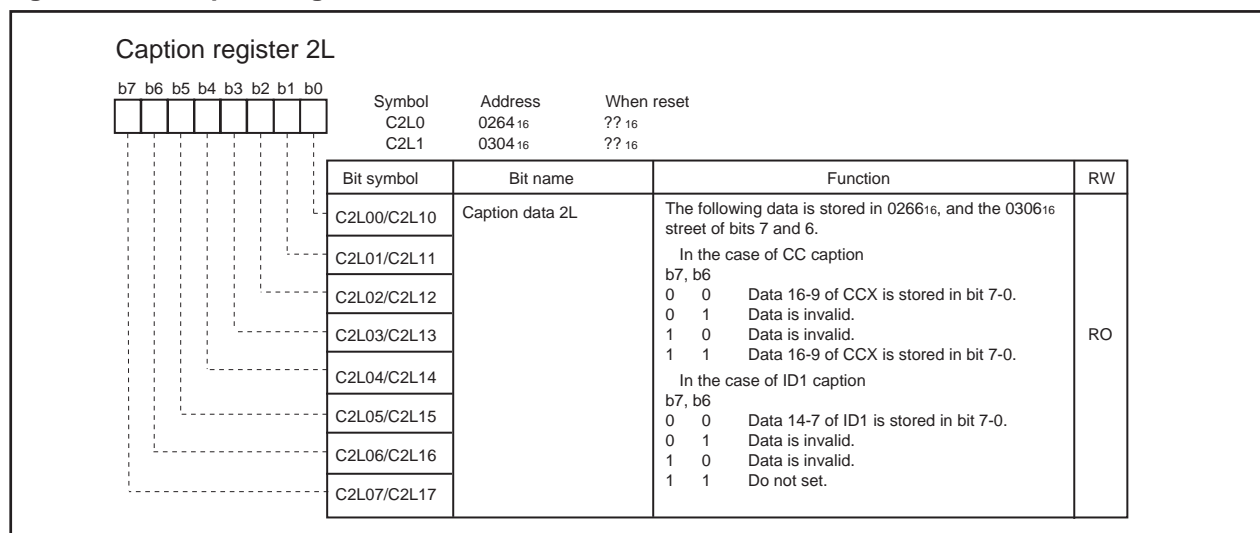 Caption register 2L
b7 b6 b5 b4 b3 b2 b1 b0
Symbol Address When reset
C2L0 0264 16 ?? 16
C2L1 0304 16 ?? 16
Bit symbol Bit name Function RW
C2L00/C2L10 Caption data 2L The following data is stored in 026616, and the 030616
street of bits 7 and 6.
In the case of CC caption
C2L01/C2L11
b7, b6
C2L02/C2L12 0 0 Data 16-9 of CCX is stored in bit 7-0.
0 1 Data is invalid.
C2L03/C2L13 1 0 Data is invalid. RO
1 1 Data 16-9 of CCX is stored in bit 7-0.
C2L04/C2L14 In the case of ID1 caption
b7, b6
C2L05/C2L15 0 0 Data 14-7 of ID1 is stored in bit 7-0.
0 1 Data is invalid.
C2L06/C2L16 1 0 Data is invalid.
1 1 Do not set.
C2L07/C2L17